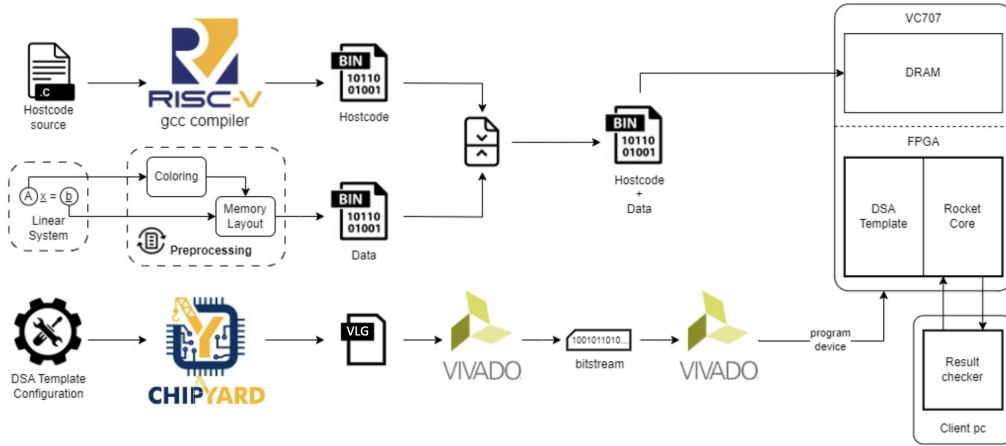 .C
Hostcode
source
RISC-V
gcc compiler
BIN
10110
01001
Hostcode
BIN
10110
01001
Hostcode
+
Data
VC707
DRAM
FPGA
DSA
Template
Rocket
Core
A x = b
Linear
System
Coloring
Memory
Layout
Preprocessing
BIN
10110
01001
Data
DSA Template
Configuration
Y
CHIPYARD
VLG
VIVADO
1001011010...
bitstream
VIVADO
program
device
Result
checker
Client pc